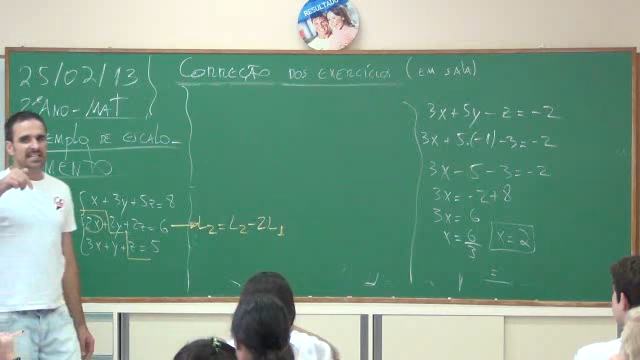 RESULTADO
25/02/13
2º ANO - MAT
EXEMPLO DE ESCALO-
MENTO
x + 3y + 5z = 8
2x + 2y + 2z = 6 → L2 = L2 - 2L1
3x + y + z = 5
CORREÇÃO DOS EXERCÍCIOS (EM SALA)
3x + 5y - z = -2
3x + 5.(-1) - 3 = -2
3x - 5 - 3 = -2
3x = -2 + 8
3x = 6
x = 6/3 x = 2